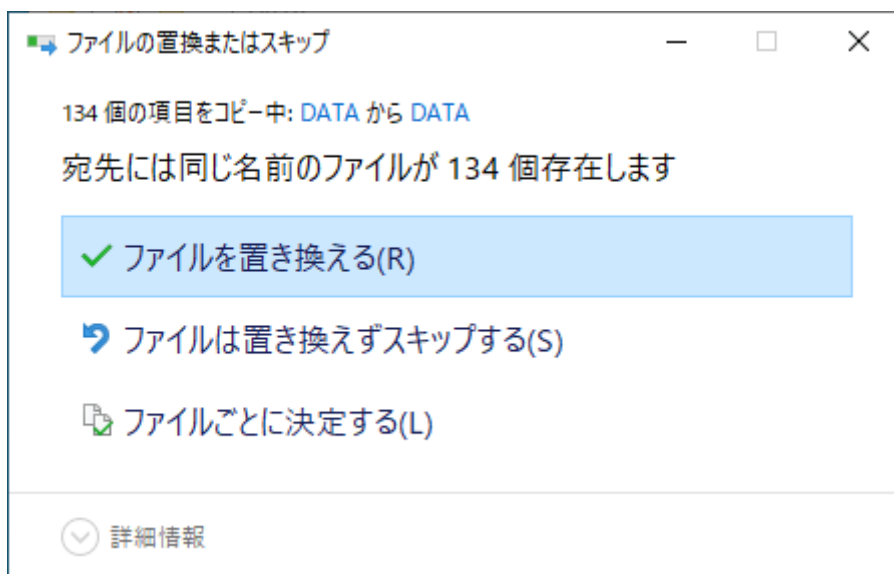 ファイルの置換またはスキップ
134 個の項目をコピー中: DATA から DATA
宛先には同じ名前のファイルが 134 個存在します
ファイルを置き換える(R)
ファイルは置き換えずスキップする(S)
ファイルごとに決定する(L)
詳細情報